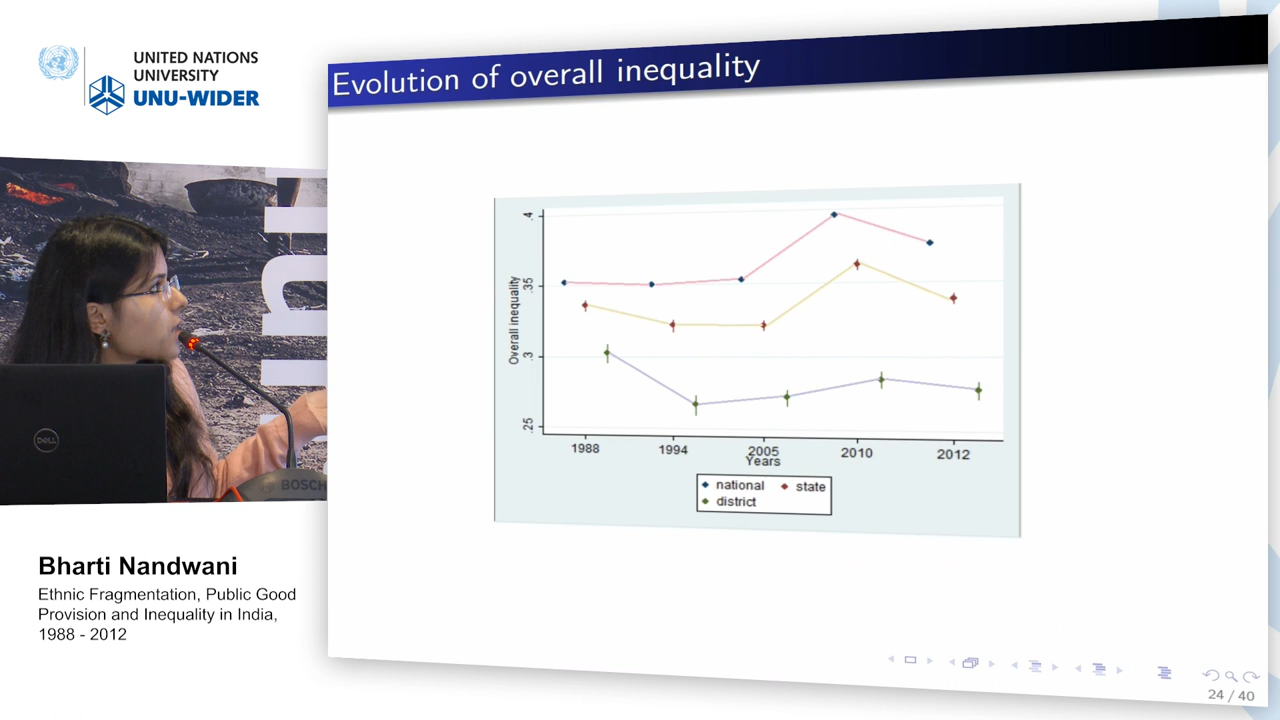 UNITED NATIONS
UNIVERSITY
UNU-WIDER
Evolution of overall inequality
Overall inequality
.4
.35
.3
.25
1988
1994
2005
2010
2012
Years
national
state
district
DELL
BOSCH
Bharti Nandwani
Ethnic Fragmentation, Public Good
Provision and Inequality in India,
1988 - 2012
24 / 40